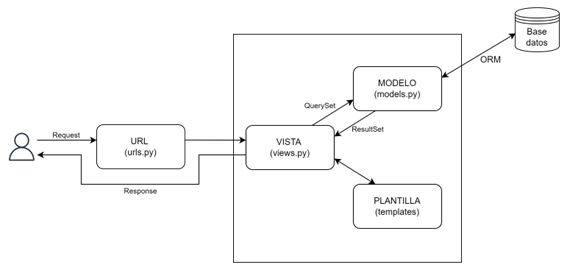 Base
datos
ORM
MODELO
(models.py)
QuerySet
ResultSet
Request
URL
(urls.py)
VISTA
(views.py)
Response
PLANTILLA
(templates)